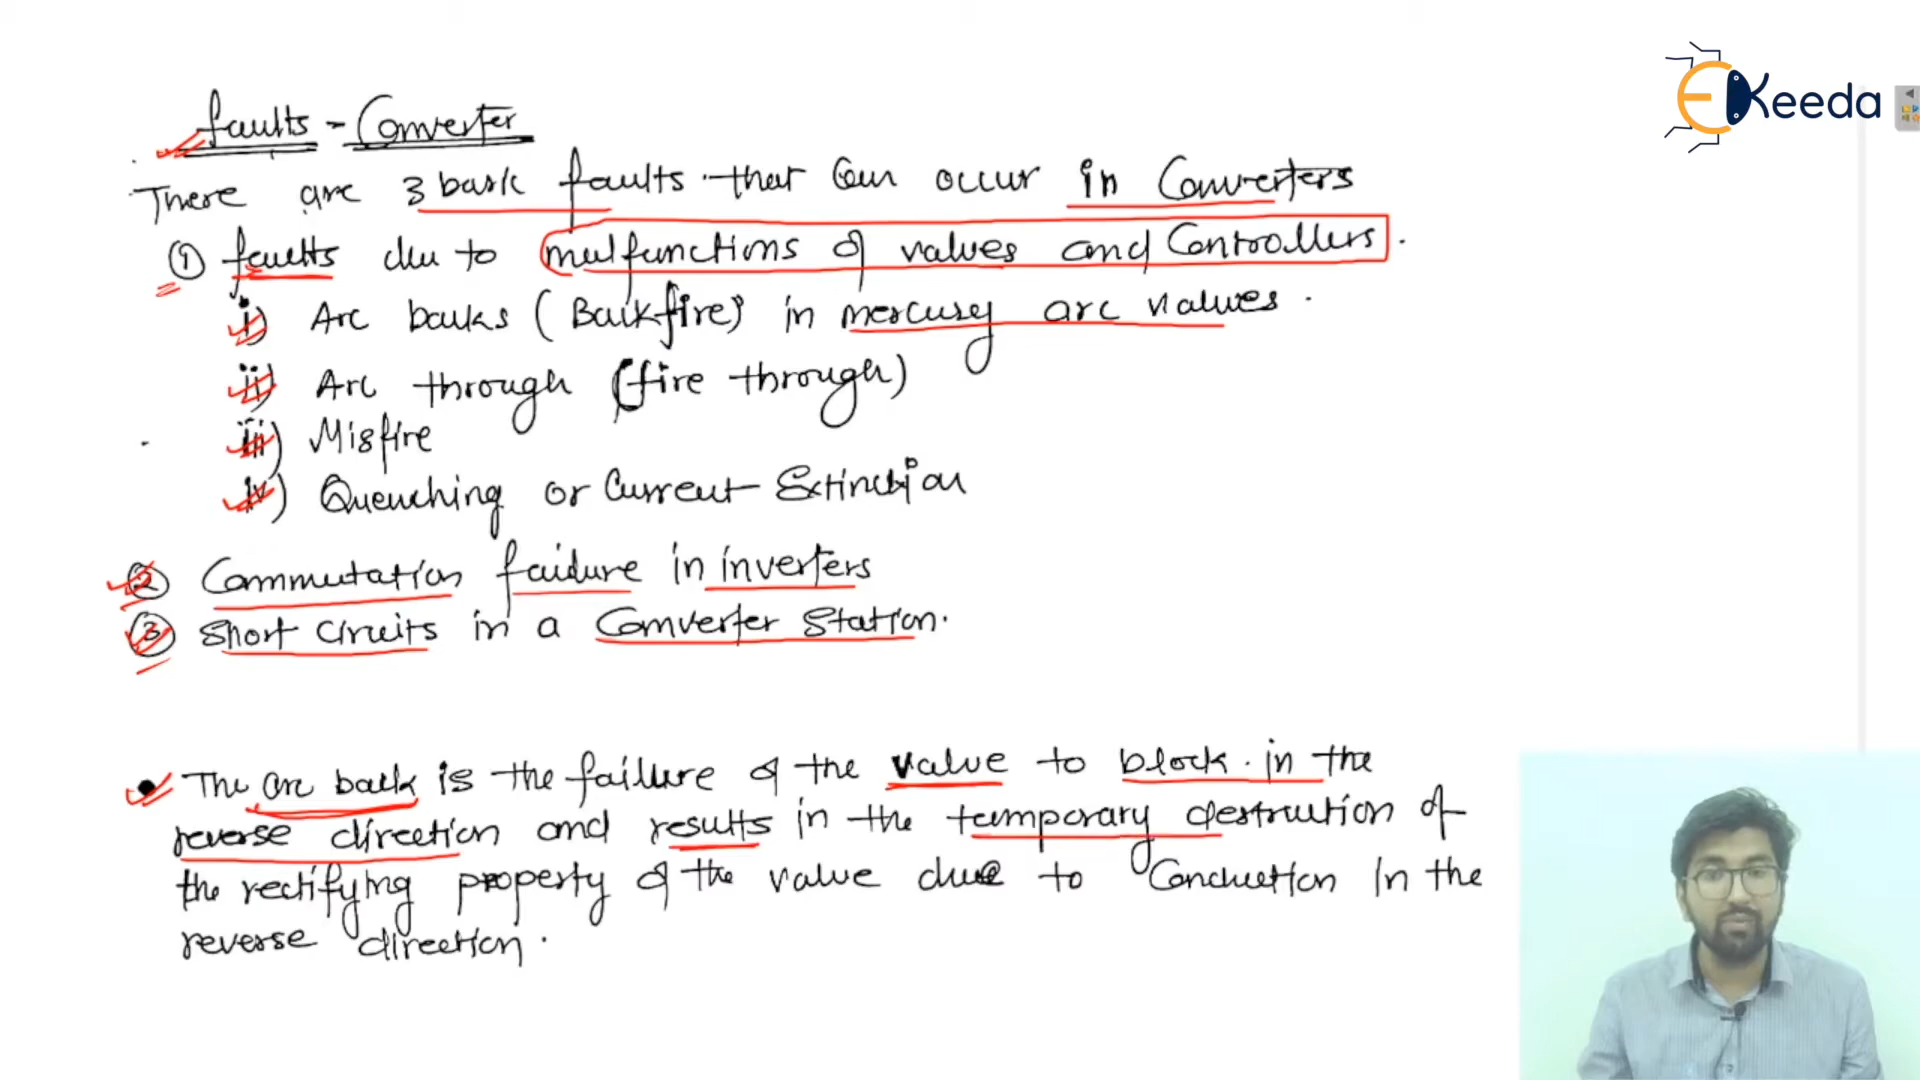 EKeeda
Faults - Converter
There are 3 basic faults that can occur in Converters
① faults due to malfunctions of values and Controllers.
i) Arc backs (Backfire) in mercury arc values.
ii) Arc through (fire through)
iii) Misfire
iv) Quenching or Current Extinction
② Commutation failure in inverters
③ Short Circuits in a Converter Station.
• The arc back is the failure of the value to block in the
reverse direction and results in the temporary destruction of
the rectifying property of the value due to Conduction in the
reverse direction.